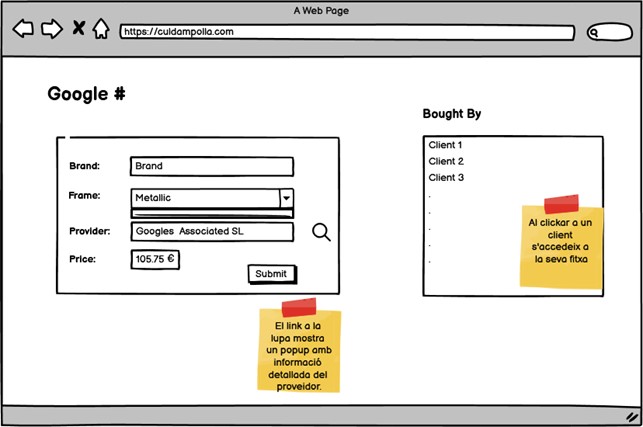 A Web Page
https://culdampolla.com
Google #
Brand:
Brand
Frame:
Metallic
Provider:
Googles Associated SL
Price:
105.75 €
Submit
El link a la
lupa mostra
un popup amb
informació
detallada del
proveidor.
Bought By
Client 1
Client 2
Client 3
.
.
.
.
.
Al clickar a un
client
s'accedeix a
la seva fitxa